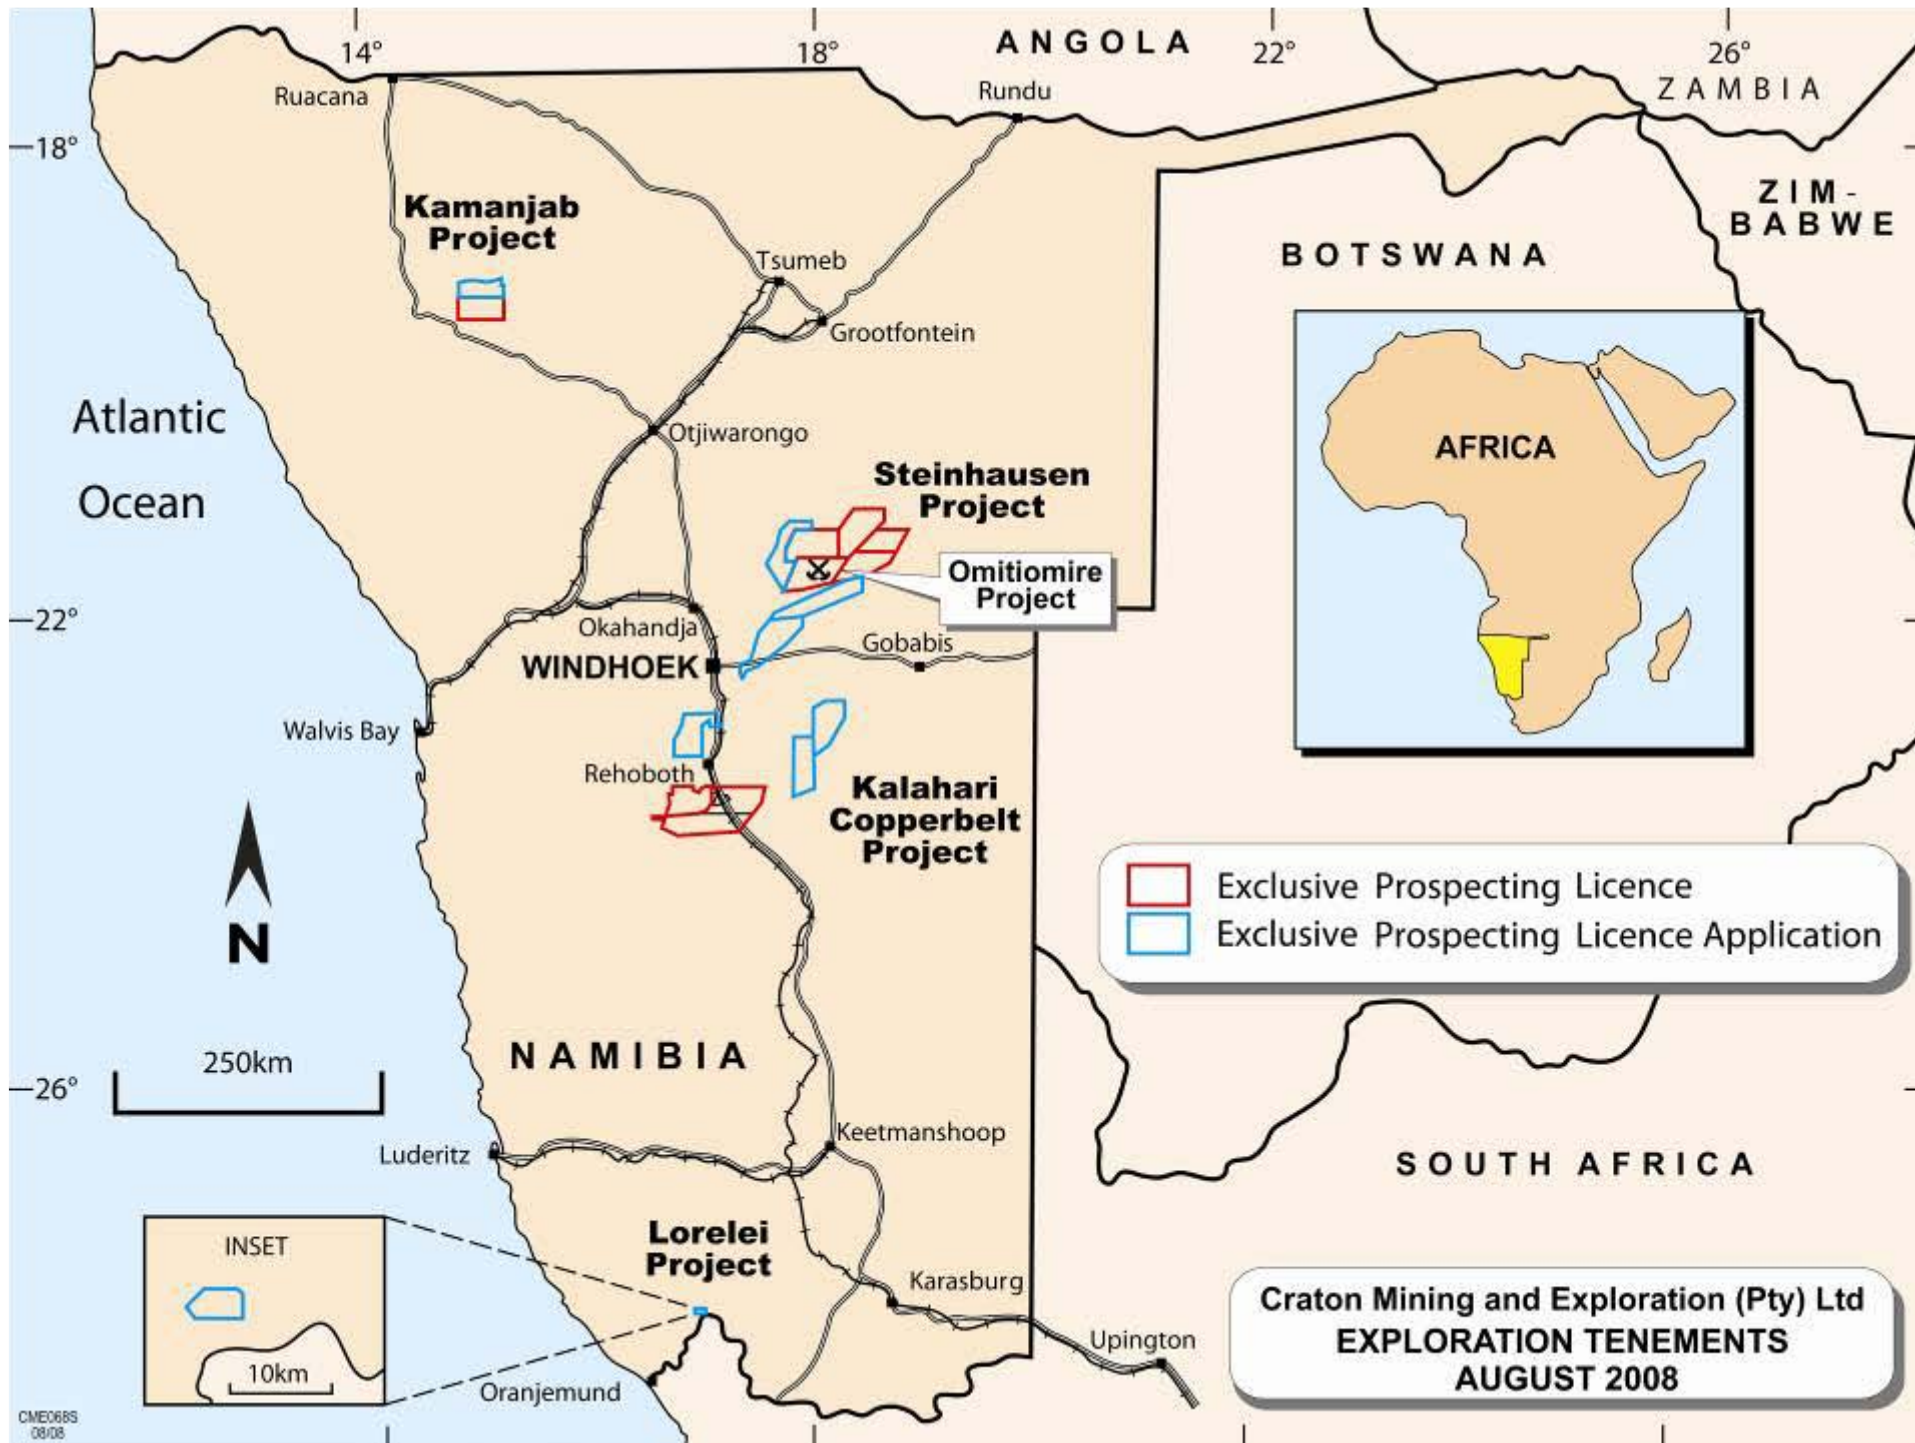 14°
18°
ANGOLA
22°
26°
ZAMBIA
Ruacana
Rundu
18°
Kamanjab
Project
ZIM-
BABWE
BOTSWANA
Tsumeb
Grootfontein
Atlantic
Ocean
Otjiwarongo
AFRICA
Steinhausen
Project
Omitiomire
Project
22°
Okahandja
Gobabis
WINDHOEK
Walvis Bay
Rehoboth
Kalahari
Copperbelt
Project
N
Exclusive Prospecting Licence
Exclusive Prospecting Licence Application
250km
NAMIBIA
26°
Keetmanshoop
Luderitz
SOUTH AFRICA
INSET
10km
Lorelei
Project
Karasburg
Upington
Oranjemund
Craton Mining and Exploration (Pty) Ltd
EXPLORATION TENEMENTS
AUGUST 2008
CME068S
08/08